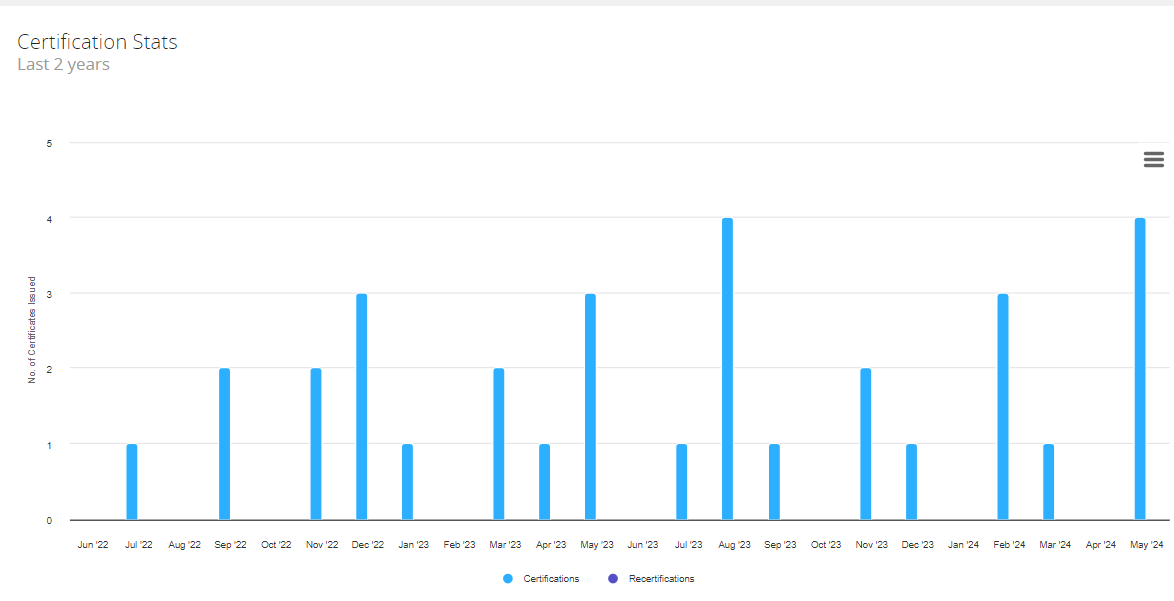 Certification Stats
Last 2 years
5
4
3
2
1
0
No. of Certificates Issued
Jun '22 Jul '22 Aug '22 Sep '22 Oct '22 Nov '22 Dec '22 Jan '23 Feb '23 Mar '23 Apr '23 May '23 Jun '23 Jul '23 Aug '23 Sep '23 Oct '23 Nov '23 Dec '23 Jan '24 Feb '24 Mar '24 Apr '24 May '24
Certifications Recertifications